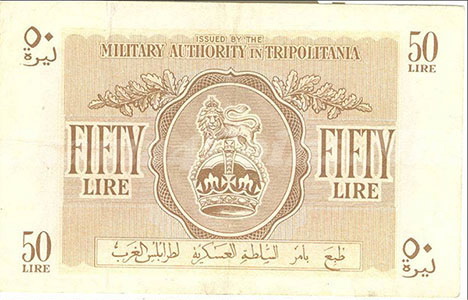 ISSUED BY THE
MILITARY AUTHORITY IN TRIPOLITANIA
٥٠
ليرة
50
LIRE
FIFTY
LIRE
FIFTY
LIRE
50
LIRE
طبع بامر السلطة العسكرية لطرابلس الغرب
٥٠
ليرة